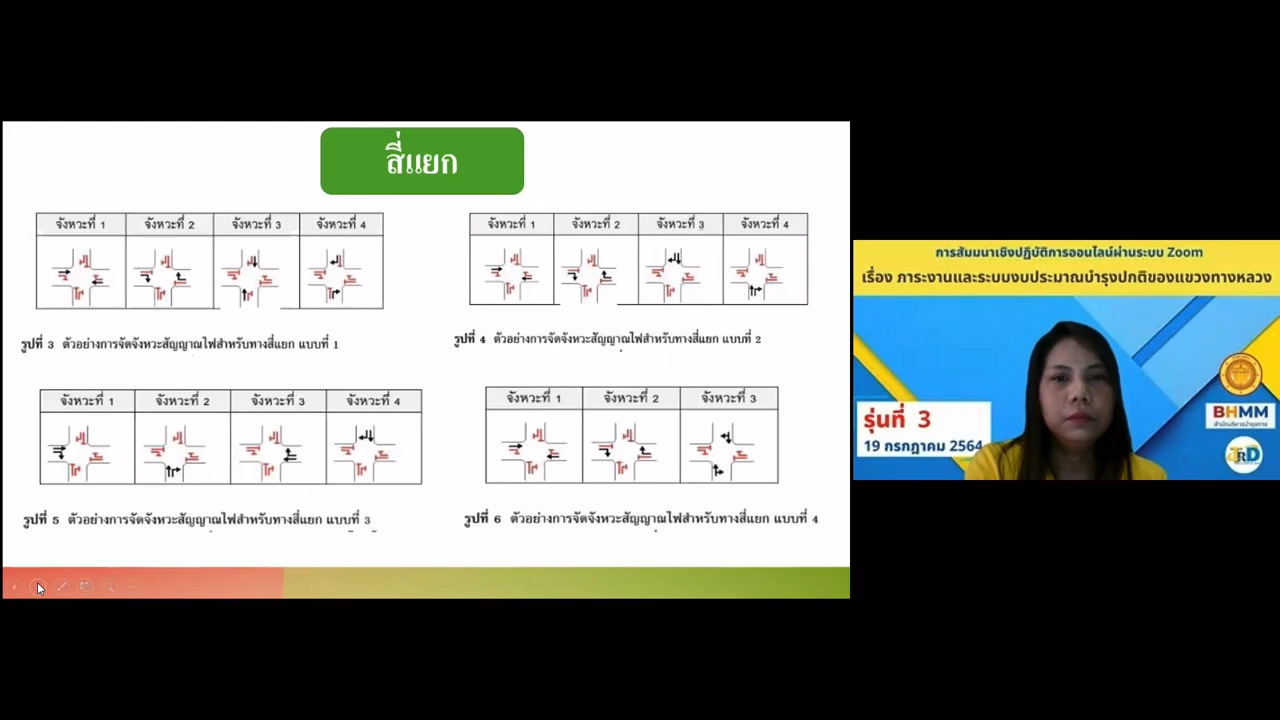 สี่แยก
จังหวะที่ 1 จังหวะที่ 2 จังหวะที่ 3 จังหวะที่ 4
รูปที่ 3 ตัวอย่างการจัดจังหวะสัญญาณไฟสำหรับทางสี่แยก แบบที่ 1
จังหวะที่ 1 จังหวะที่ 2 จังหวะที่ 3 จังหวะที่ 4
รูปที่ 4 ตัวอย่างการจัดจังหวะสัญญาณไฟสำหรับทางสี่แยก แบบที่ 2
จังหวะที่ 1 จังหวะที่ 2 จังหวะที่ 3 จังหวะที่ 4
รูปที่ 5 ตัวอย่างการจัดจังหวะสัญญาณไฟสำหรับทางสี่แยก แบบที่ 3
จังหวะที่ 1 จังหวะที่ 2 จังหวะที่ 3
รูปที่ 6 ตัวอย่างการจัดจังหวะสัญญาณไฟสำหรับทางสี่แยก แบบที่ 4
การสัมมนาเชิงปฏิบัติการออนไลน์ผ่านระบบ Zoom
เรื่อง ภาระงานและระบบงบประมาณบำรุงปกติของแขวงทางหลวง
รุ่นที่ 3
19 กรกฎาคม 2564
BHMM
สำนักบริหารบำรุงทาง